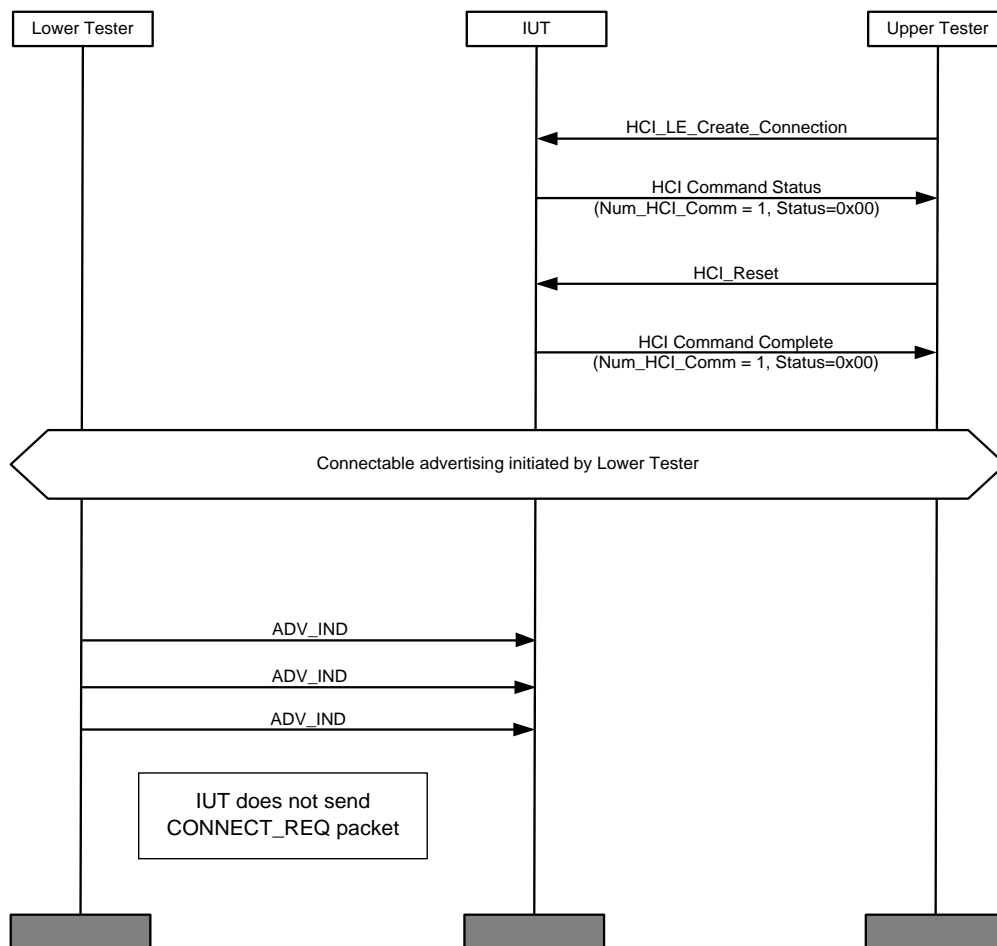 Lower Tester
IUT
Upper Tester
HCI_LE_Create_Connection
HCI Command Status
(Num_HCI_Comm = 1, Status=0x00)
HCI_Reset
HCI Command Complete
(Num_HCI_Comm = 1, Status=0x00)
Connectable advertising initiated by Lower Tester
ADV_IND
ADV_IND
ADV_IND
IUT does not send
CONNECT_REQ packet